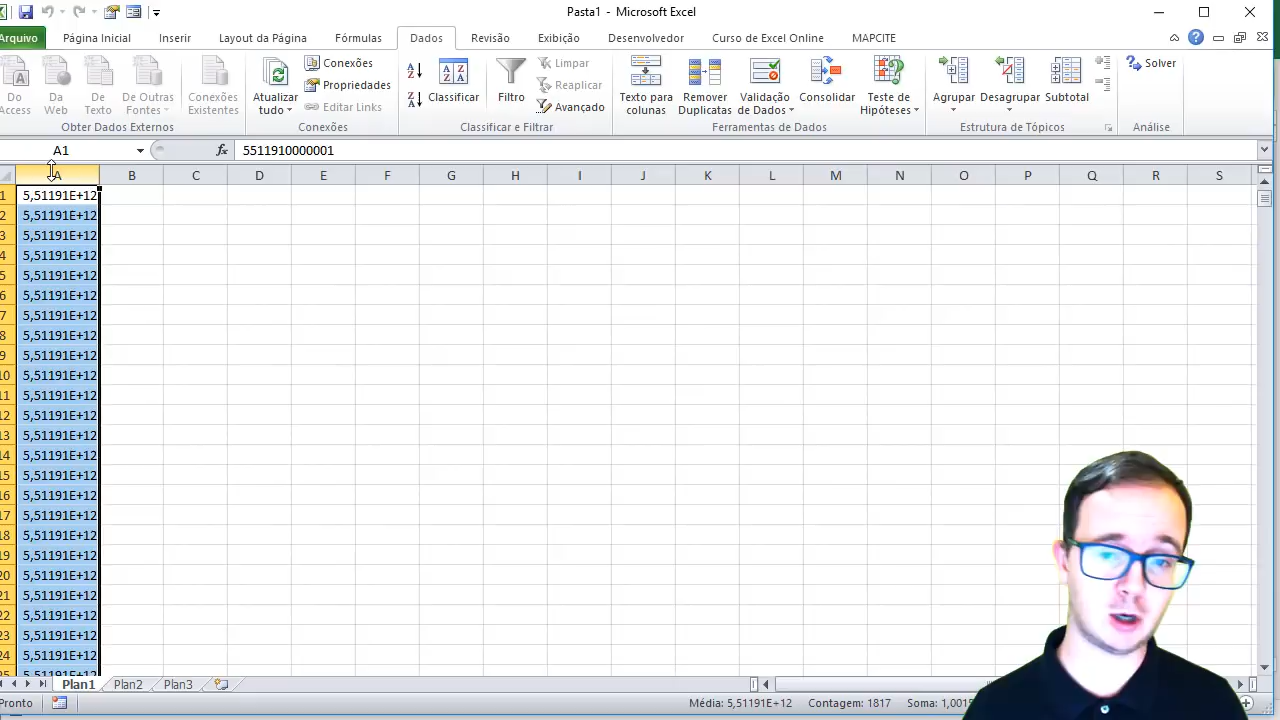 Pasta1 - Microsoft Excel
Arquivo Página Inicial Inserir Layout da Página Fórmulas Dados Revisão Exibição Desenvolvedor Curso de Excel Online MAPCITE
Do Access
Da Web
De Texto
De Outras Fontes
Conexões Existentes
Obter Dados Externos
Atualizar tudo
Conexões
Propriedades
Editar Links
Conexões
Classificar
Filtro
Limpar
Reaplicar
Avançado
Classificar e Filtrar
Texto para colunas
Remover Duplicatas
Validação de Dados
Consolidar
Teste de Hipóteses
Ferramentas de Dados
Agrupar
Desagrupar
Subtotal
Estrutura de Tópicos
Solver
Análise
A1 fx 5511910000001
A B C D E F G H I J K L M N O P Q R S
1 5,51191E+12
2 5,51191E+12
3 5,51191E+12
4 5,51191E+12
5 5,51191E+12
6 5,51191E+12
7 5,51191E+12
8 5,51191E+12
9 5,51191E+12
10 5,51191E+12
11 5,51191E+12
12 5,51191E+12
13 5,51191E+12
14 5,51191E+12
15 5,51191E+12
16 5,51191E+12
17 5,51191E+12
18 5,51191E+12
19 5,51191E+12
20 5,51191E+12
21 5,51191E+12
22 5,51191E+12
23 5,51191E+12
24 5,51191E+12
Plan1 Plan2 Plan3
Pronto Média: 5,51191E+12 Contagem: 1817 Soma: